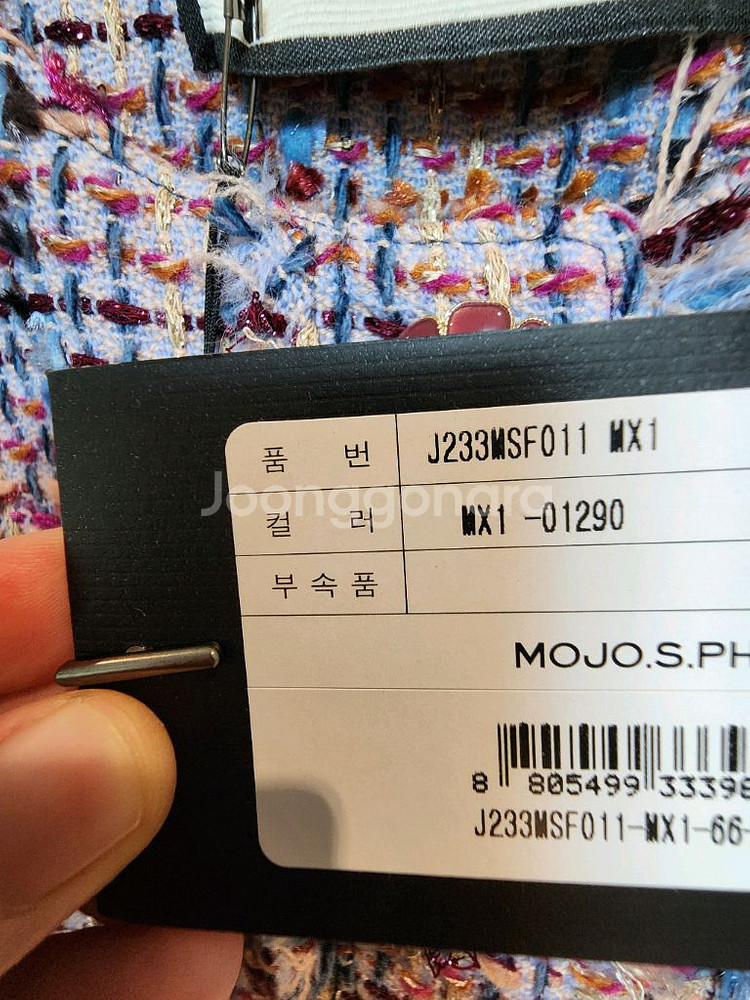 품 번 J233MSF011 MX1
Joonggonara
컬 러 MX1 -01290
부속품
MOJO.S.PH
8 805499 33398
J233MSF011-MX1-66-